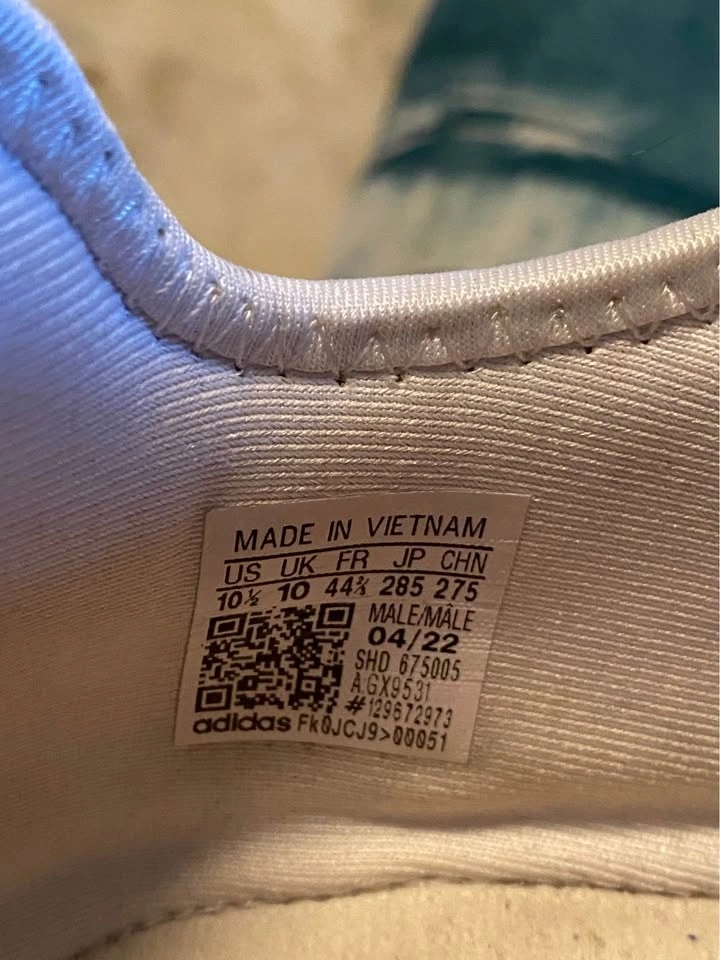 MADE IN VIETNAM
US UK FR JP CHN
10½ 10 44⅔ 285 275
MALE/MÂLE
04/22
SHD 675005
A.GX9531
#129672973
adidas Fk0JCJ9>00051